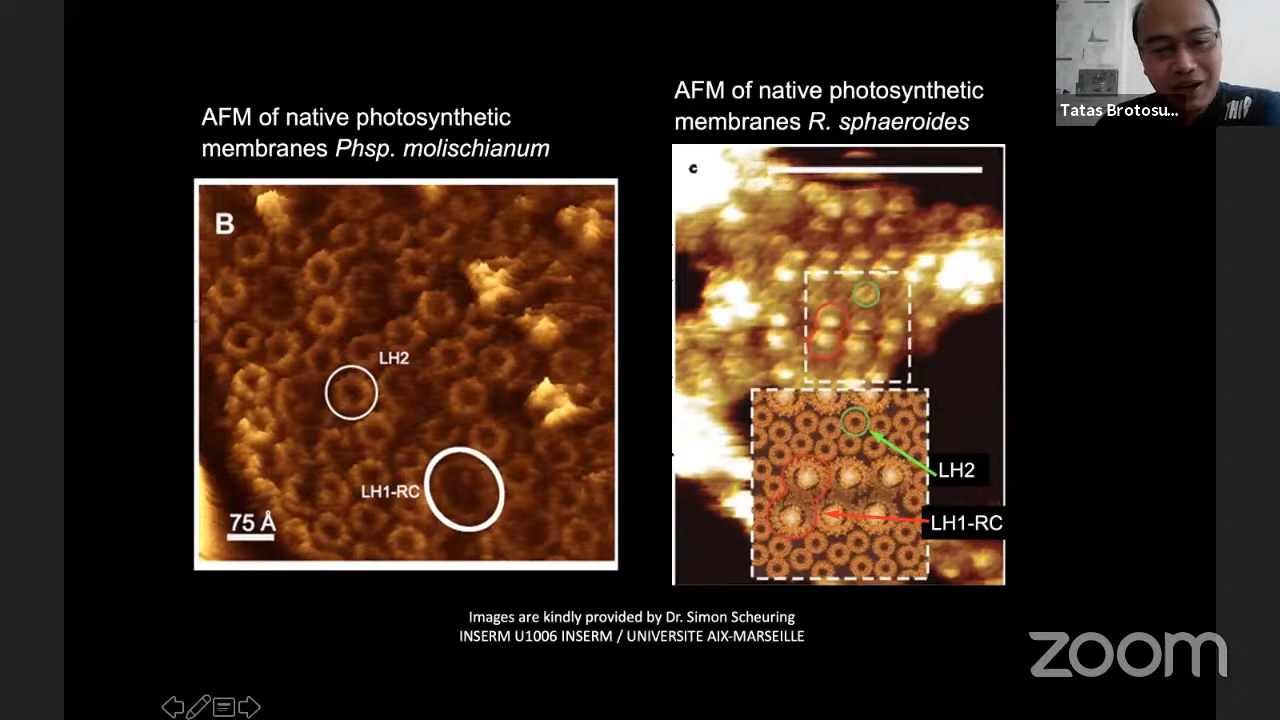 AFM of native photosynthetic
membranes Phsp. molischianum
B
LH2
LH1-RC
75 Å
AFM of native photosynthetic
membranes R. sphaeroides
c
LH2
LH1-RC
Images are kindly provided by Dr. Simon Scheuring
INSERM U1006 INSERM / UNIVERSITE AIX-MARSEILLE
Tatas Brotosu...
zoom